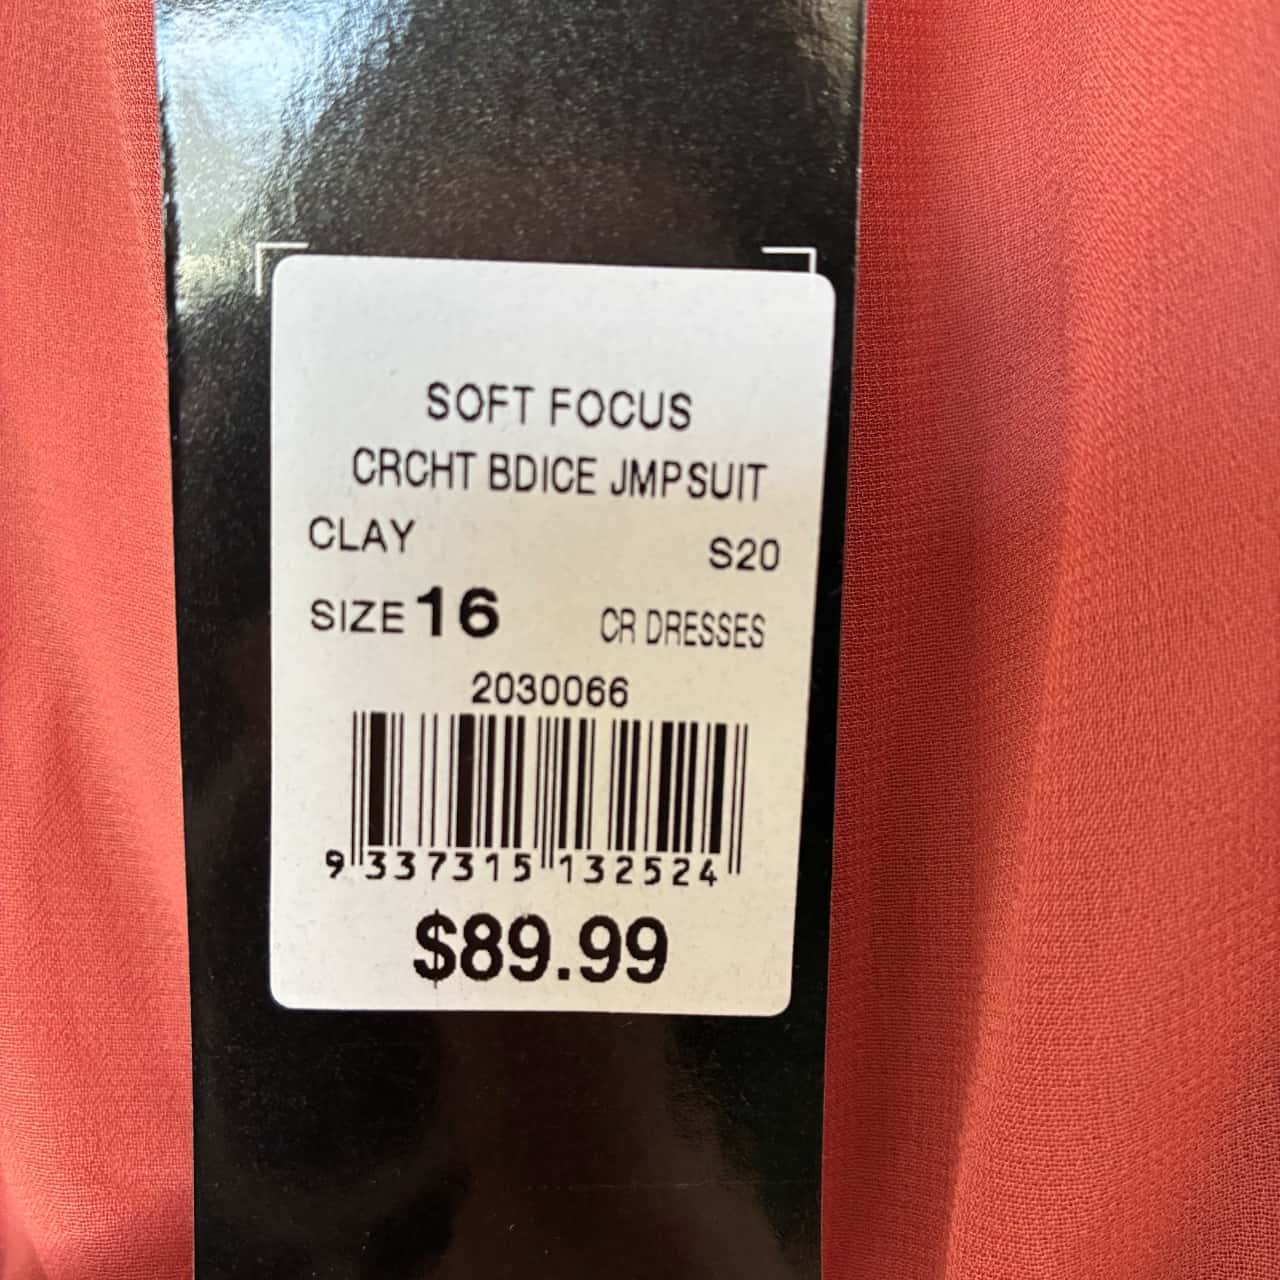 SOFT FOCUS
CRCHT BDICE JMPSUIT
CLAY S20
SIZE 16 CR DRESSES
2030066
9 337315 132524
$89.99